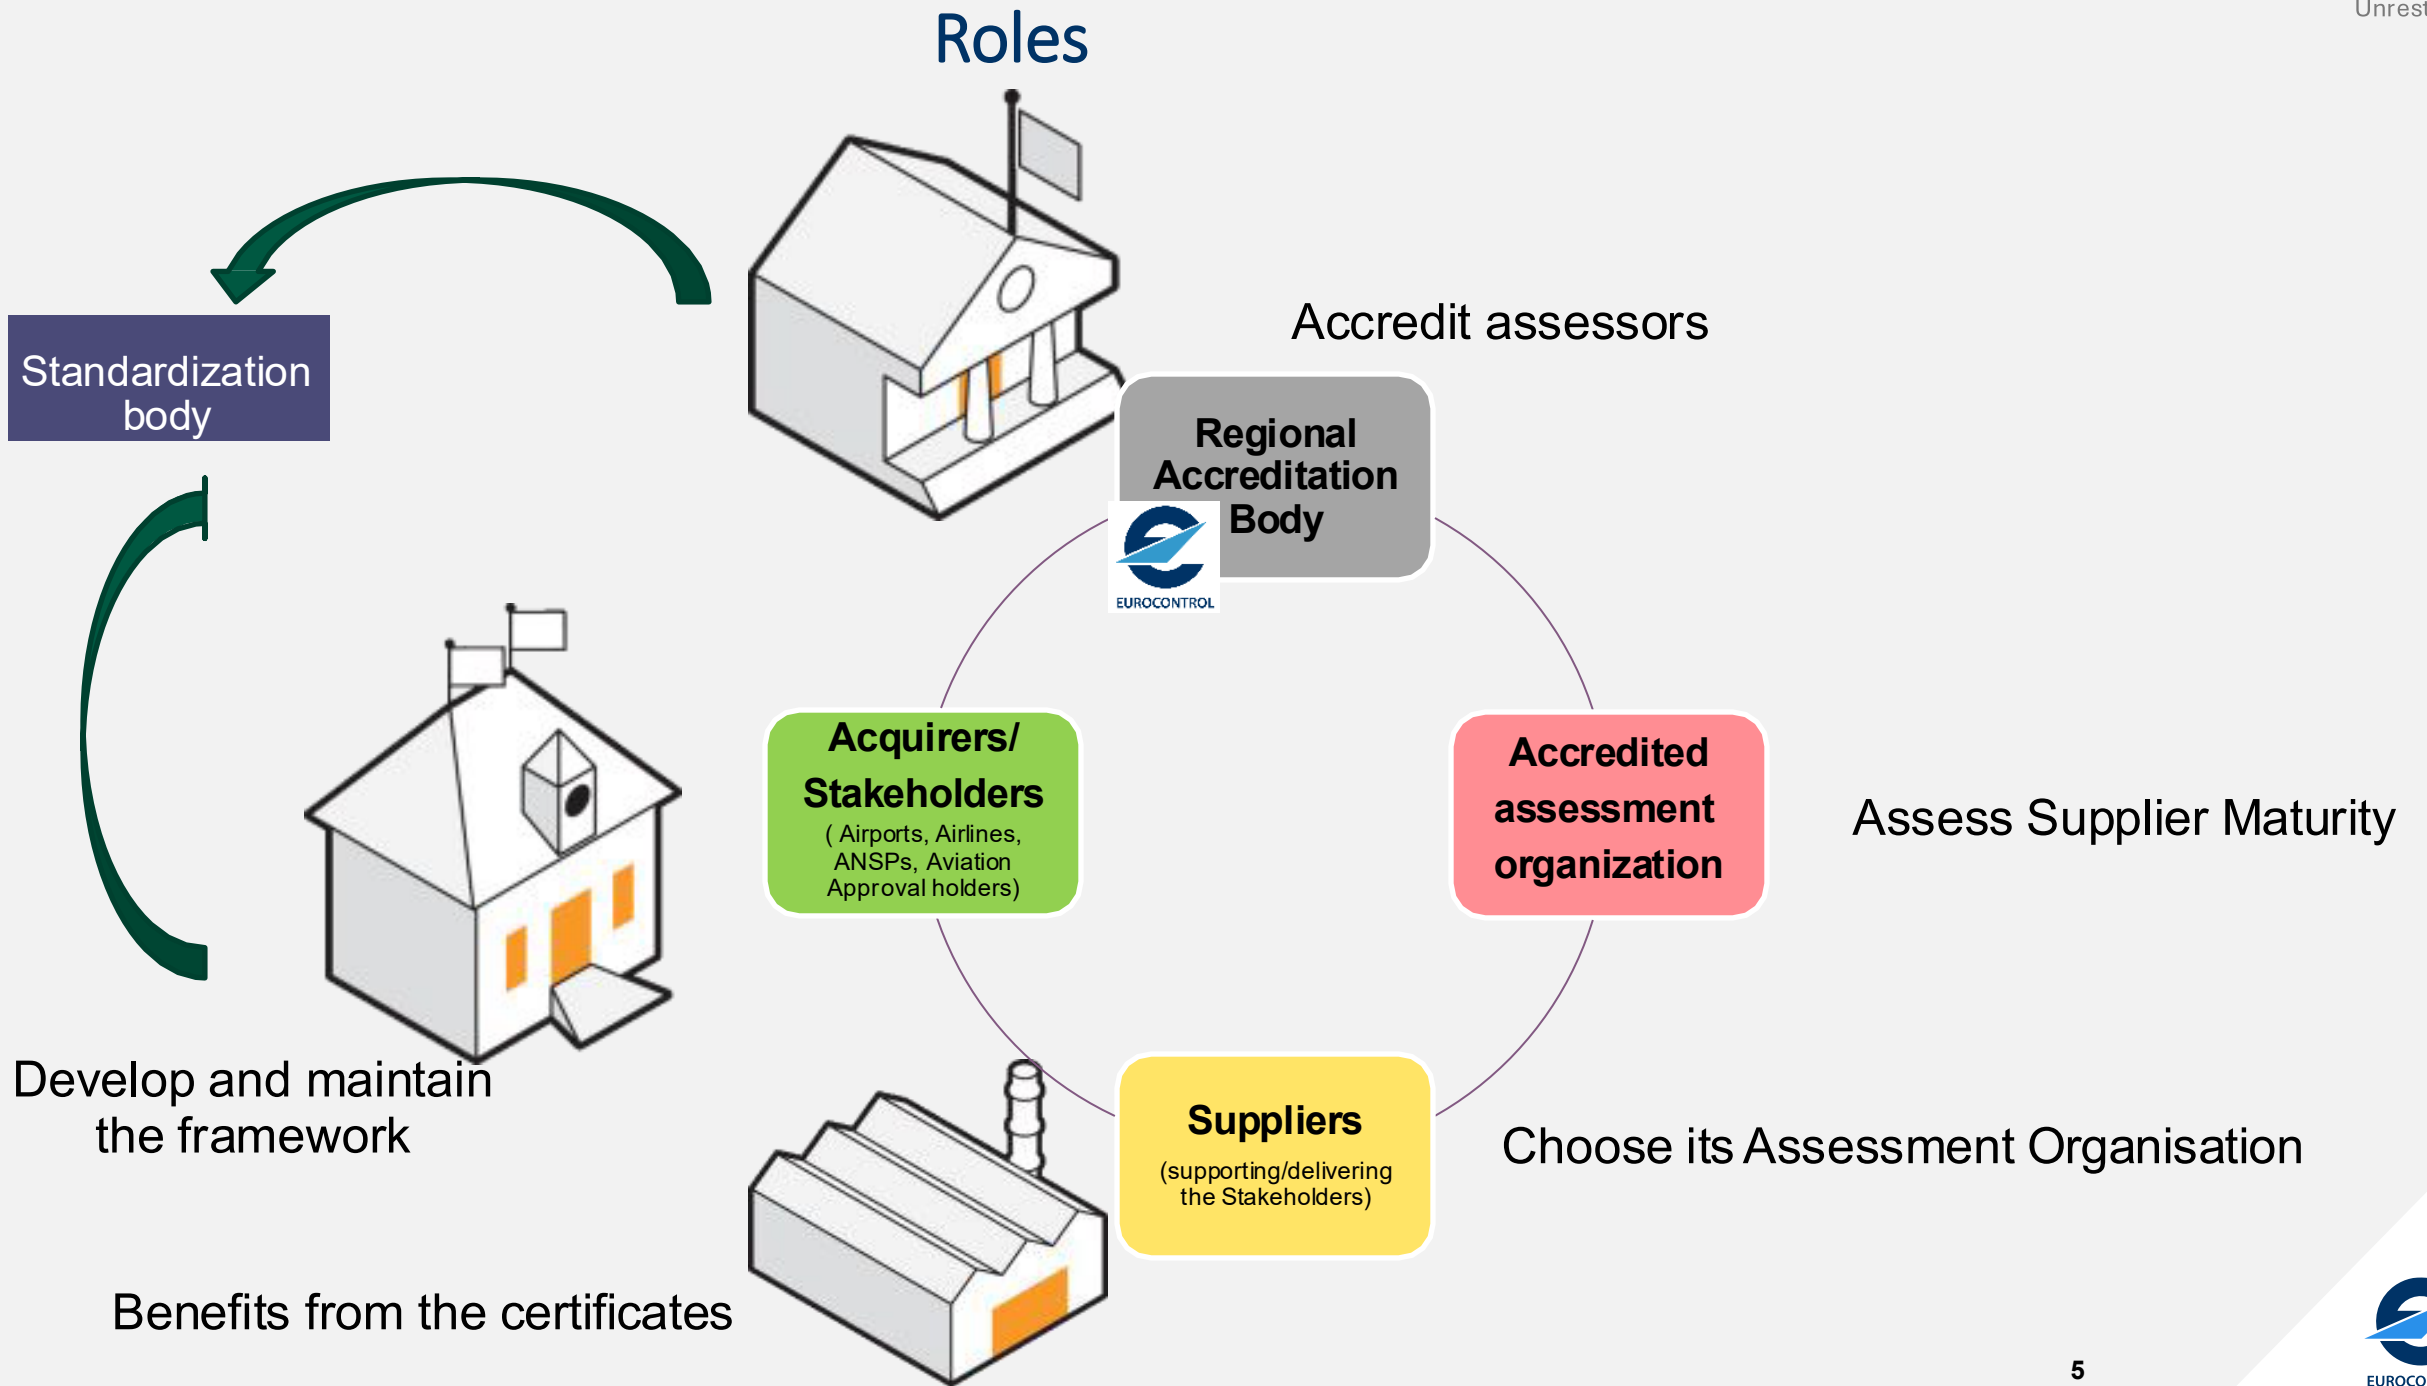 Unrest
Roles
Accredit assessors
Standardization
body
Regional
Accreditation
Body
EUROCONTROL
Acquirers/
Stakeholders
( Airports, Airlines,
ANSPs, Aviation
Approval holders)
Accredited
assessment
organization
Assess Supplier Maturity
Develop and maintain
the framework
Suppliers
(supporting/delivering
the Stakeholders)
Choose its Assessment Organisation
Benefits from the certificates
5
EUROCO